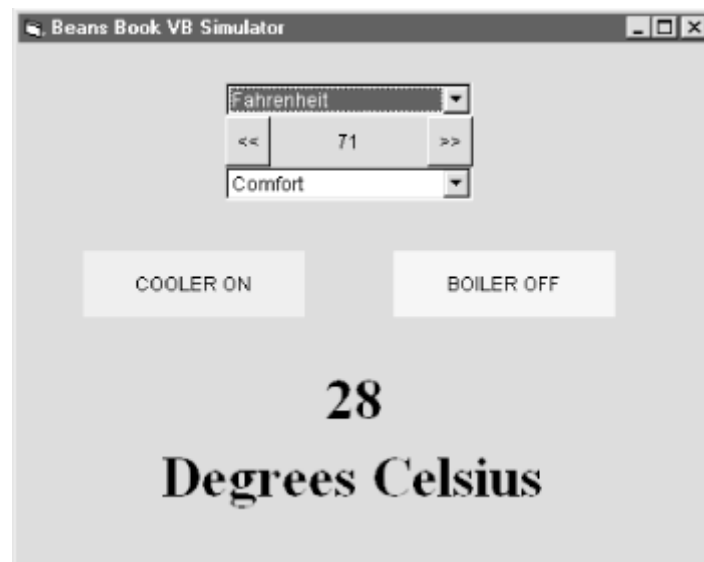 Beans Book VB Simulator
Fahrenheit
<< 71 >>
Comfort
COOLER ON BOILER OFF
28
Degrees Celsius